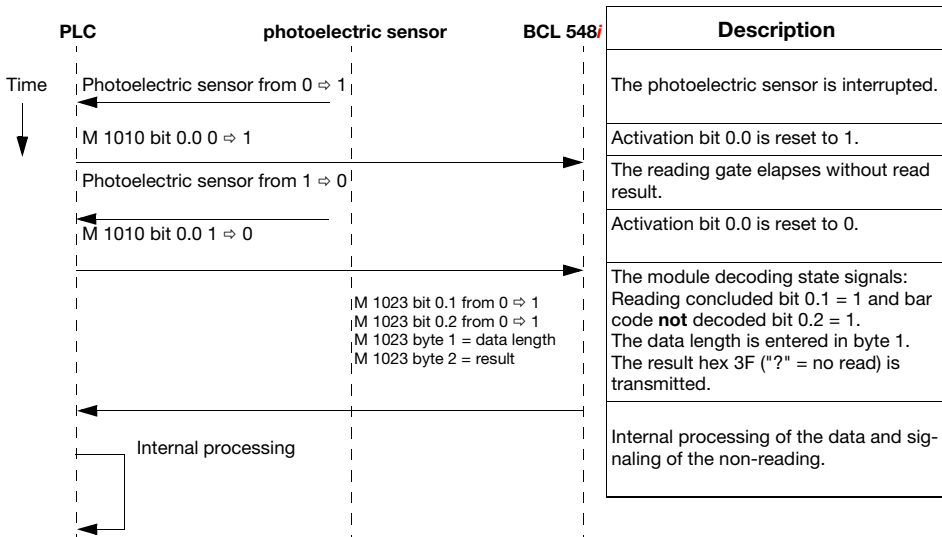 PLC
photoelectric sensor
BCL 548i
Time
Photoelectric sensor from 0 ⇨ 1
M 1010 bit 0.0 0 ⇨ 1
Photoelectric sensor from 1 ⇨ 0
M 1010 bit 0.0 1 ⇨ 0
M 1023 bit 0.1 from 0 ⇨ 1
M 1023 bit 0.2 from 0 ⇨ 1
M 1023 byte 1 = data length
M 1023 byte 2 = result
Internal processing
Description
The photoelectric sensor is interrupted.
Activation bit 0.0 is reset to 1.
The reading gate elapses without read
result.
Activation bit 0.0 is reset to 0.
The module decoding state signals:
Reading concluded bit 0.1 = 1 and bar
code not decoded bit 0.2 = 1.
The data length is entered in byte 1.
The result hex 3F ("?" = no read) is
transmitted.
Internal processing of the data and sig-
naling of the non-reading.